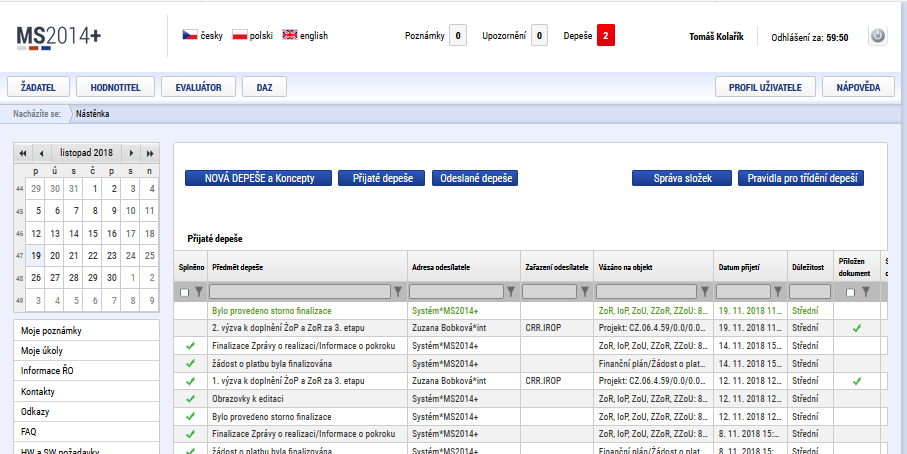 MS2014+ česky polski english Poznámky 0 Upozornění 0 Depeše 2 Tomáš Kolařík Odhlášení za: 59:50
ŽADATEL HODNOTITEL EVALUÁTOR DAZ PROFIL UŽIVATELE NÁPOVĚDA
Nacházíte se: Nástěnka
listopad 2018
p ú s č p s n
44 29 30 31 1 2 3 4
45 5 6 7 8 9 10 11
46 12 13 14 15 16 17 18
47 19 20 21 22 23 24 25
48 26 27 28 29 30 1 2
49 3 4 5 6 7 8 9
Moje poznámky
Moje úkoly
Informace ŘO
Kontakty
Odkazy
FAQ
HW a SW požadavky
NOVÁ DEPEŠE a Koncepty Přijaté depeše Odeslané depeše Správa složek Pravidla pro třídění depeší
Přijaté depeše
Splněno Předmět depeše Adresa odesílatele Zařazení odesílatele Vázáno na objekt Datum přijetí Důležitost Přiložen dokument
Bylo provedeno storno finalizace Systém*MS2014+ ZoR, IoP, ZoU, ZZoR, ZZoU: 8... 19. 11. 2018 11... Střední
2. výzva k doplnění ŽoP a ZoR za 3. etapu Zuzana Bobková*int CRR.IROP Projekt: CZ.06.4.59/0.0/0.0... 19. 11. 2018 11... Střední
Finalizace Zprávy o realizaci/Informace o pokroku Systém*MS2014+ ZoR, IoP, ZoU, ZZoR, ZZoU: 8... 14. 11. 2018 15... Střední
žádost o platbu byla finalizována Systém*MS2014+ Finanční plán/Žádost o plat... 14. 11. 2018 15... Střední
1. výzva k doplnění ŽoP a ZoR za 3. etapu Zuzana Bobková*int CRR.IROP Projekt: CZ.06.4.59/0.0/0.0... 12. 11. 2018 12... Střední
Obrazovky k editaci Systém*MS2014+ ZoR, IoP, ZoU, ZZoR, ZZoU: 8... 12. 11. 2018 12... Střední
Bylo provedeno storno finalizace Systém*MS2014+ ZoR, IoP, ZoU, ZZoR, ZZoU: 8... 12. 11. 2018 12... Střední
Finalizace Zprávy o realizaci/Informace o pokroku Systém*MS2014+ ZoR, IoP, ZoU, ZZoR, ZZoU: 8... 8. 11. 2018 15:... Střední
žádost o platbu byla finalizována Systém*MS2014+ Finanční plán/Žádost o plat... 8. 11. 2018 15:... Střední